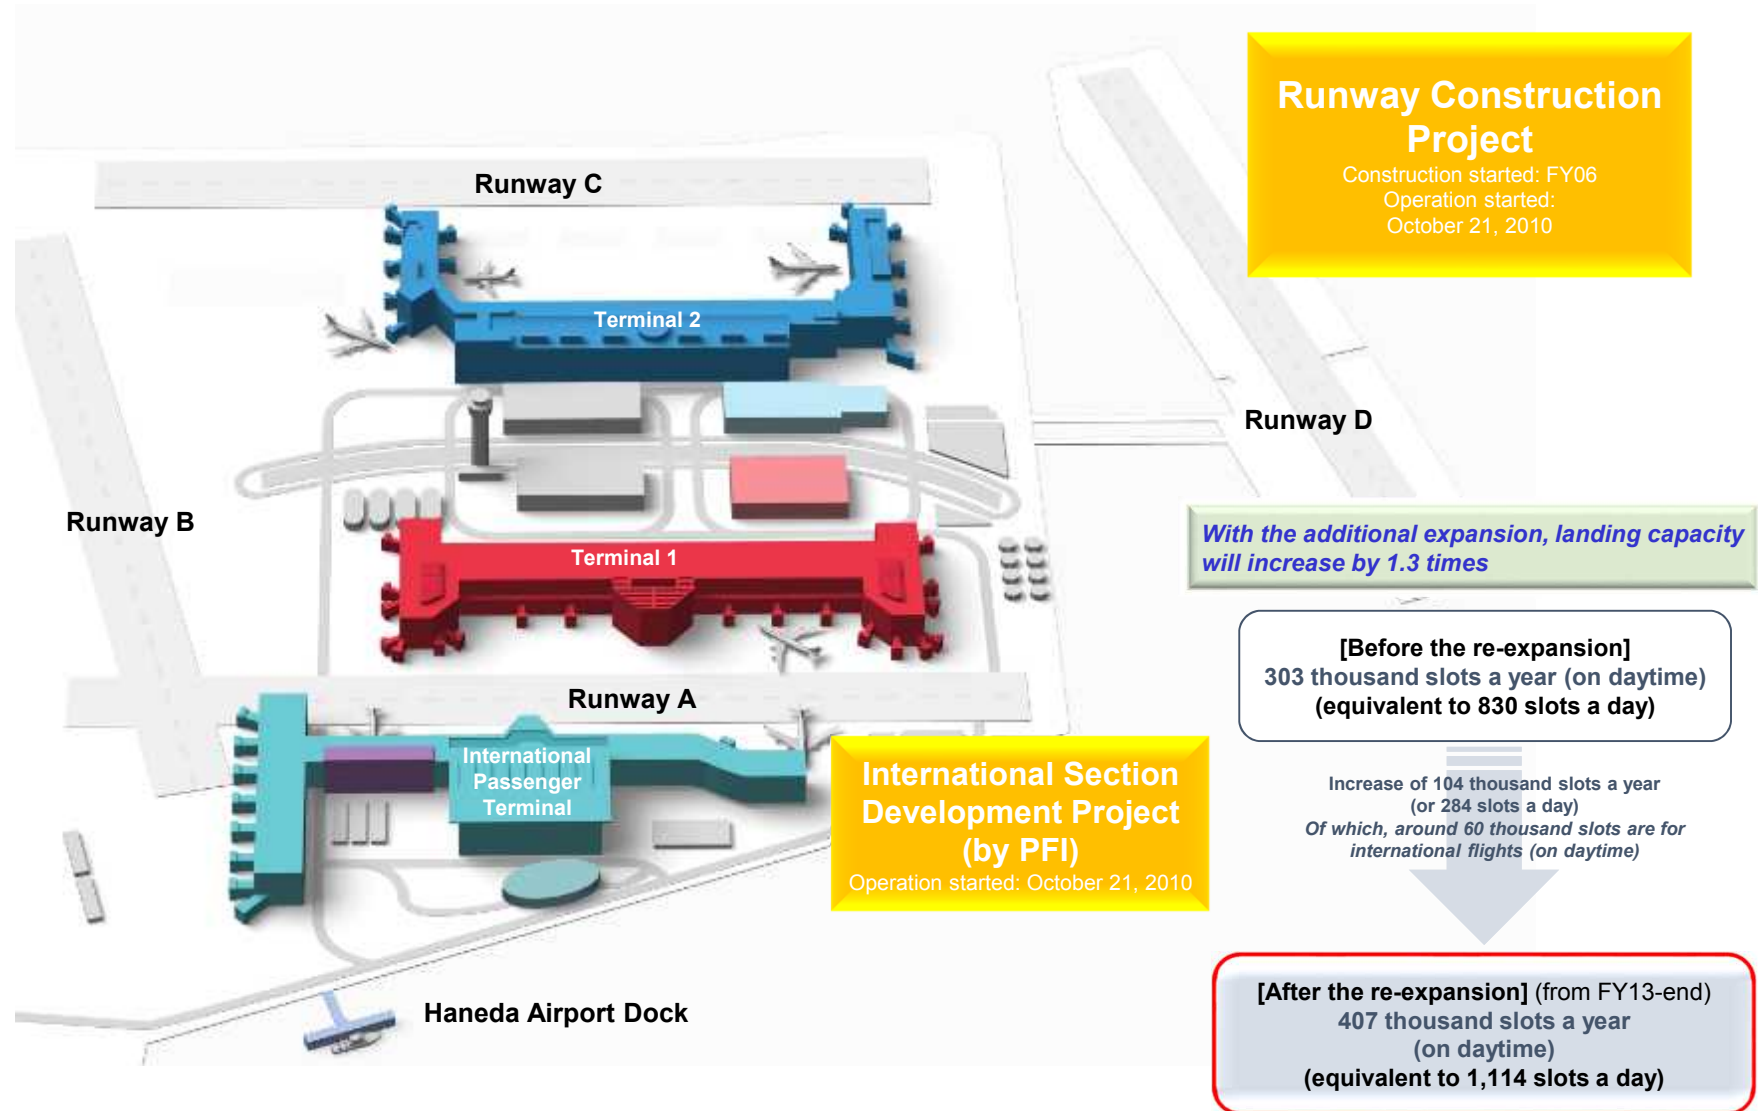 Runway Construction
Project
Construction started: FY06
Operation started:
October 21, 2010
Runway C
Terminal 2
Runway D
Runway B
Terminal 1
With the additional expansion, landing capacity
will increase by 1.3 times
[Before the re-expansion]
303 thousand slots a year (on daytime)
(equivalent to 830 slots a day)
Runway A
International
Passenger
Terminal
International Section
Development Project
(by PFI)
Operation started: October 21, 2010
Increase of 104 thousand slots a year
(or 284 slots a day)
Of which, around 60 thousand slots are for
international flights (on daytime)
Haneda Airport Dock
[After the re-expansion] (from FY13-end)
407 thousand slots a year
(on daytime)
(equivalent to 1,114 slots a day)